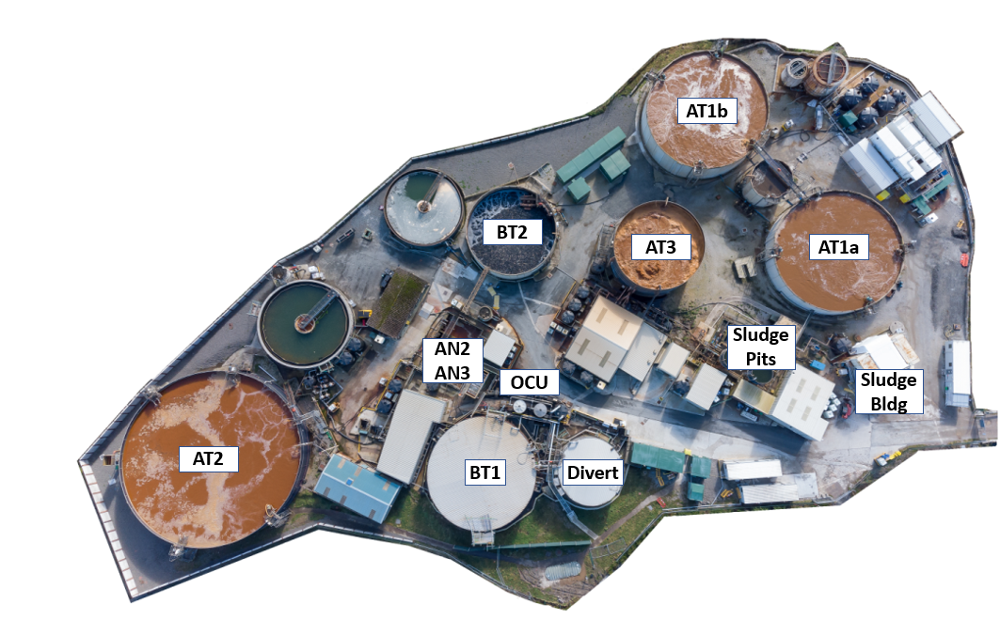 AT1b
BT2
AT3
AT1a
Sludge
Pits
AN2
AN3
OCU
Sludge
Bldg
AT2
BT1
Divert